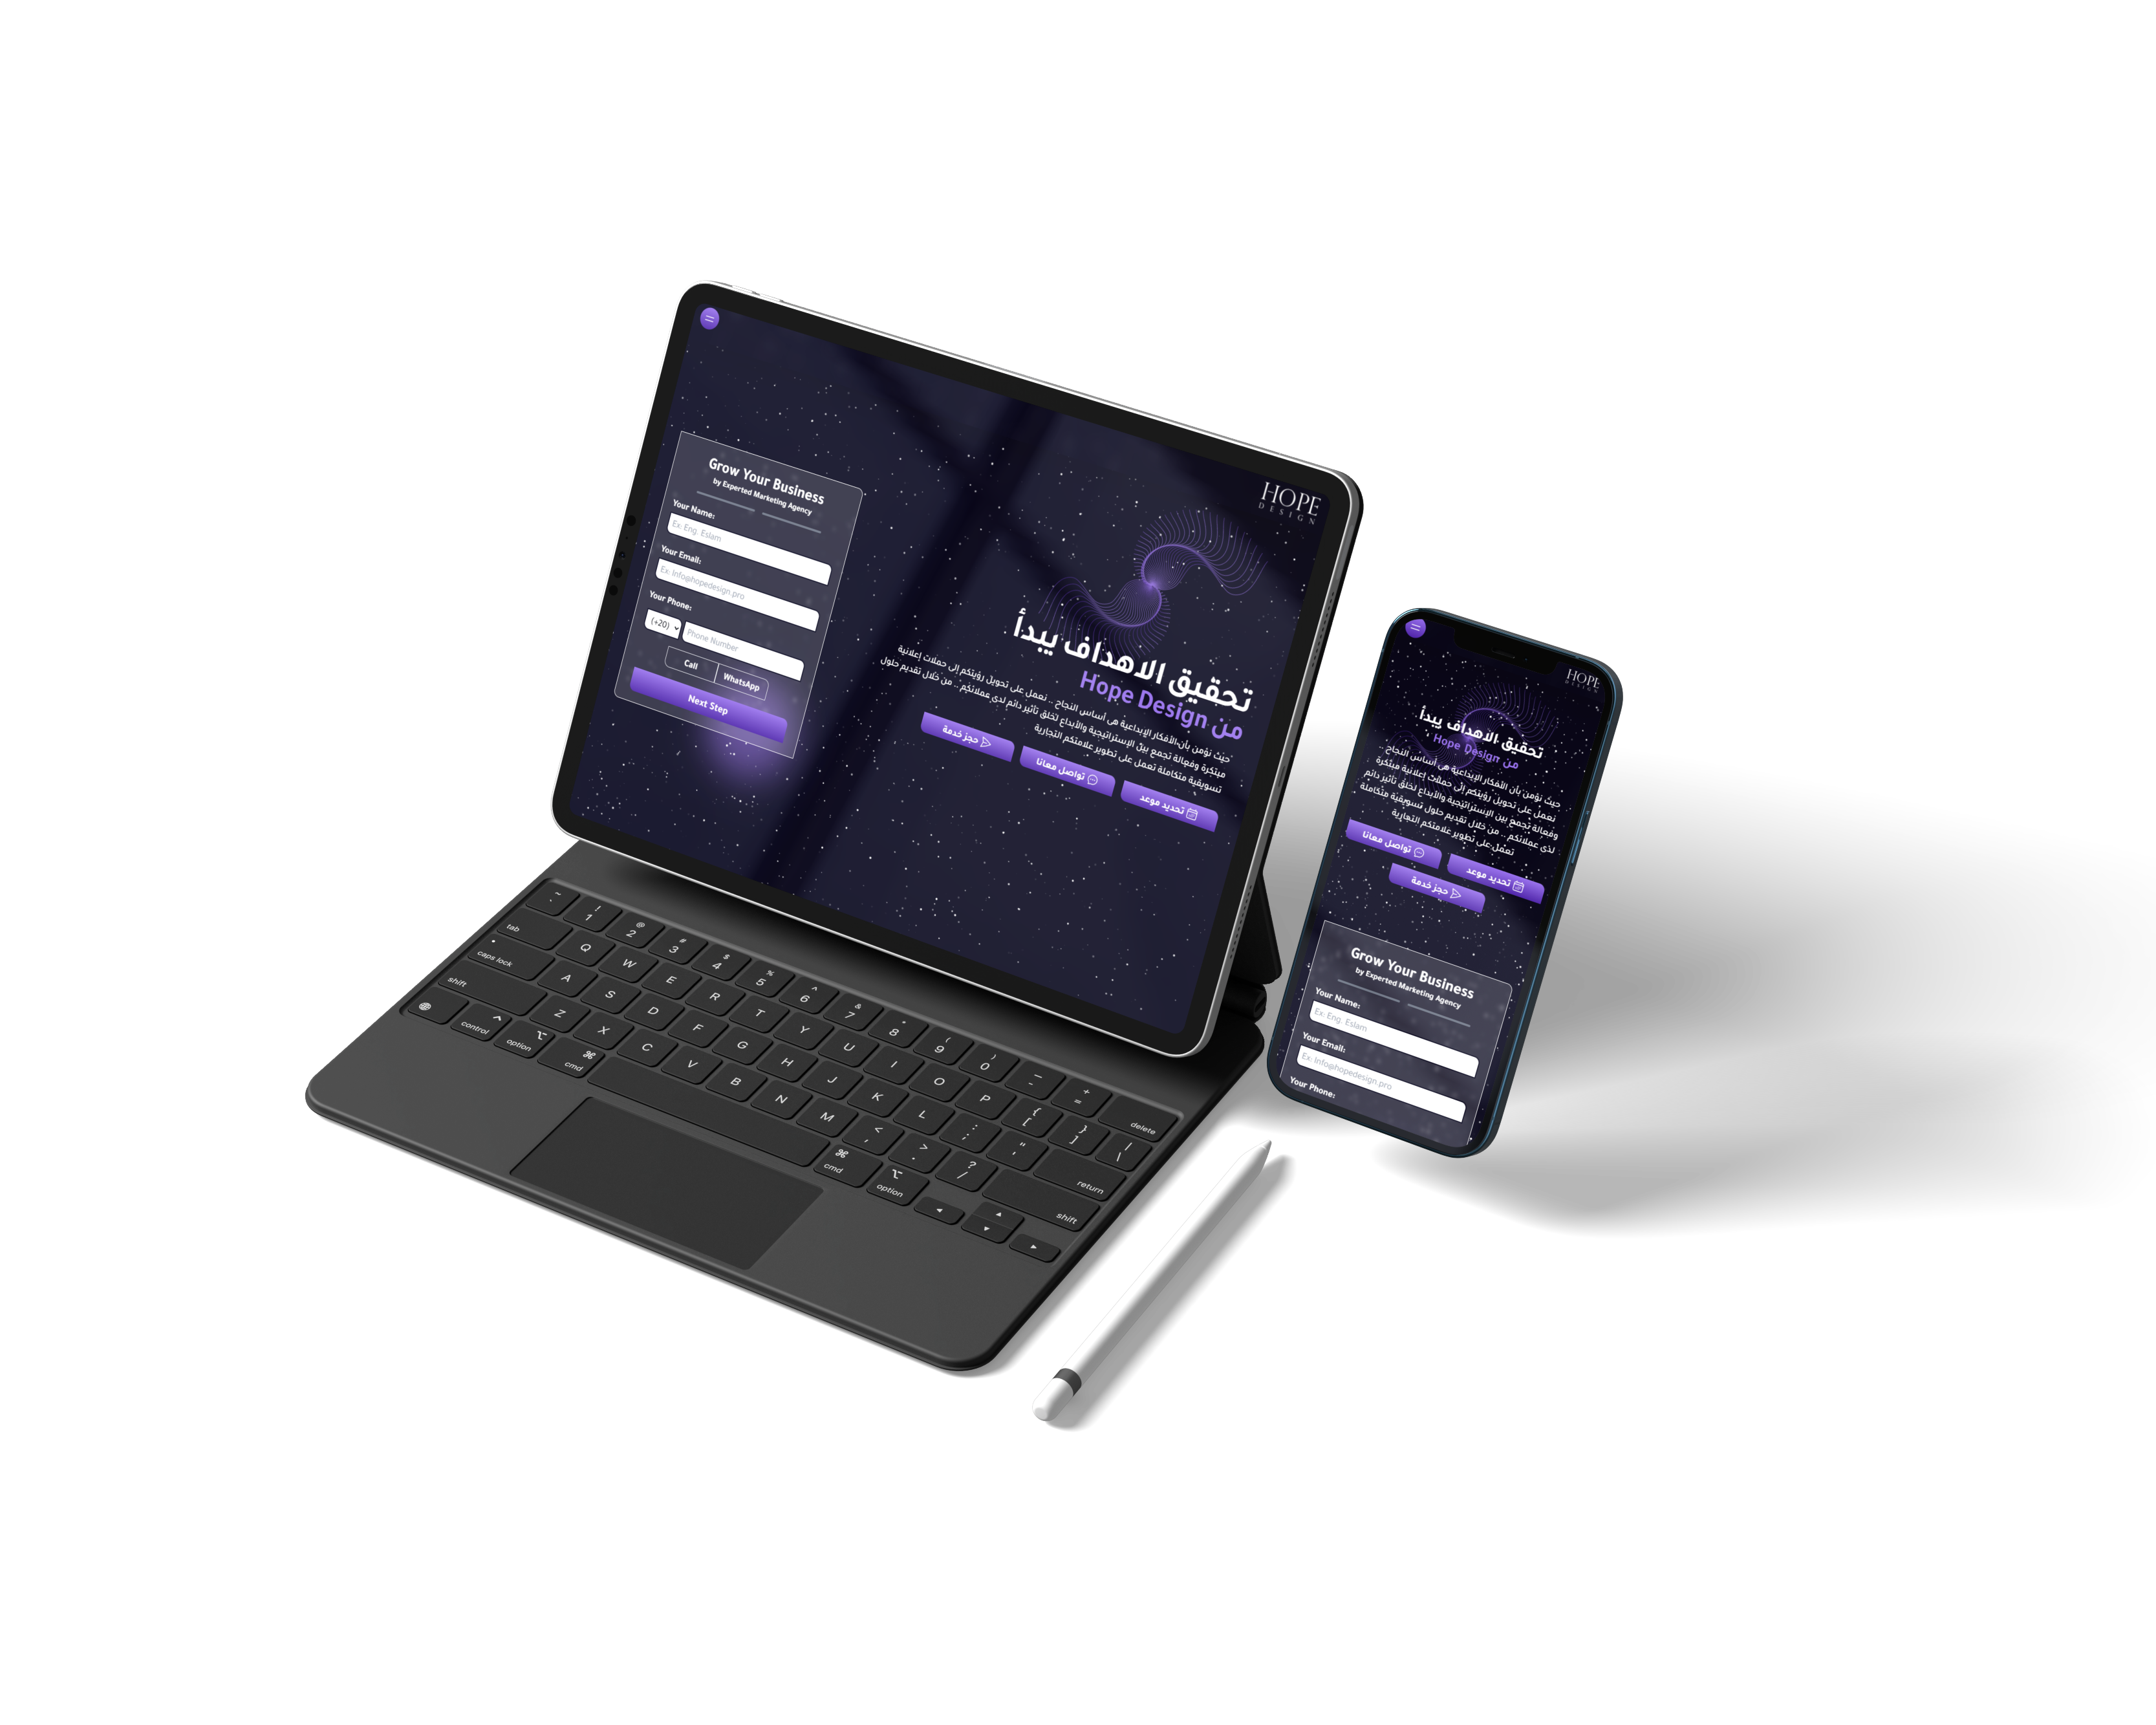 HOPE
DESIGN
تحقيق الاهداف يبدأ
من Hope Design
حيث نؤمن بأن الأفكار الإبداعية هى أساس النجاح .. نعمل على تحويل رؤيتكم إلى حملات إعلانية
مبتكرة وفعالة تجمع بين الإستراتيجية والأبداع لخلق تأثير دائم لدى عملائكم .. من خلال تقديم حلول
تسويقية متكاملة تعمل على تطوير علامتكم التجارية
تحديد موعد
تواصل معانا
حجز خدمة
Grow Your Business
by Experted Marketing Agency
Your Name:
Ex: Eng. Eslam
Your Email:
Ex: Info@hopedesign.pro
Your Phone:
(+20) Phone Number
Call WhatsApp
Next Step
HOPE
DESIGN
تحقيق الاهداف يبدأ
من Hope Design
حيث نؤمن بأن الأفكار الإبداعية هى أساس النجاح ..
نعمل على تحويل رؤيتكم إلى حملات إعلانية مبتكرة
وفعالة تجمع بين الإستراتيجية والأبداع لخلق تأثير دائم
لدى عملائكم .. من خلال تقديم حلول تسويقية متكاملة
تعمل على تطوير علامتكم التجارية
تحديد موعد
تواصل معانا
حجز خدمة
Grow Your Business
by Experted Marketing Agency
Your Name:
Ex: Eng. Eslam
Your Email:
Ex: Info@hopedesign.pro
Your Phone:
~ ! 1 @ 2 # 3 $ 4 % 5 ^ 6 & 7 * 8 ( 9 ) 0 — - + = delete
tab Q W E R T Y U I O P { [ } ] | \
caps lock A S D F G H J K L : ; " ' return
shift Z X C V B N M < , > . ? / shift
control option ⌘ cmd ⌘ cmd option ◄ ▲ ▼ ►